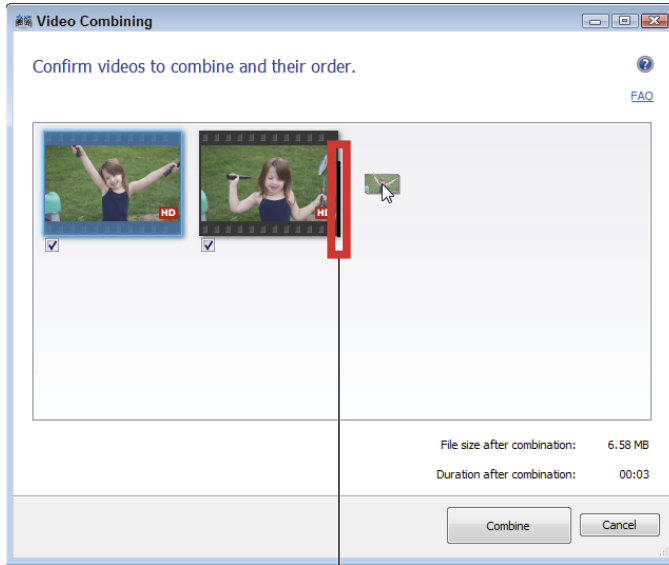 Video Combining
Confirm videos to combine and their order.
FAQ
HD
HD
File size after combination: 6.58 MB
Duration after combination: 00:03
Combine
Cancel